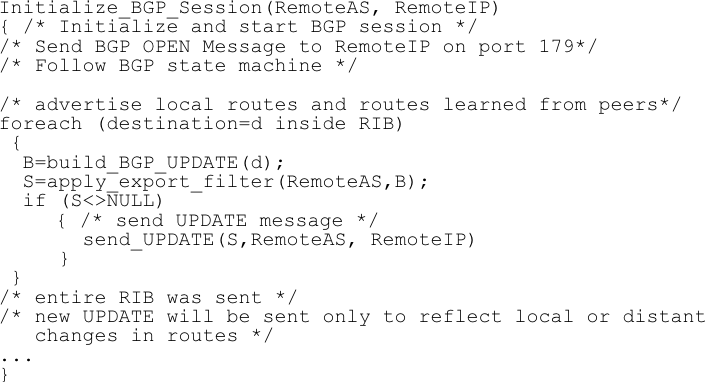 Initialize_BGP_Session(RemoteAS, RemoteIP)
{ /* Initialize and start BGP session */
/* Send BGP OPEN Message to RemoteIP on port 179*/
/* Follow BGP state machine */

/* advertise local routes and routes learned from peers*/
foreach (destination=d inside RIB)
 {
  B=build_BGP_UPDATE(d);
  S=apply_export_filter(RemoteAS,B);
  if (S<>NULL)
     { /* send UPDATE message */
       send_UPDATE(S,RemoteAS, RemoteIP)
     }
 }
/* entire RIB was sent */
/* new UPDATE will be sent only to reflect local or distant
   changes in routes */
...
}